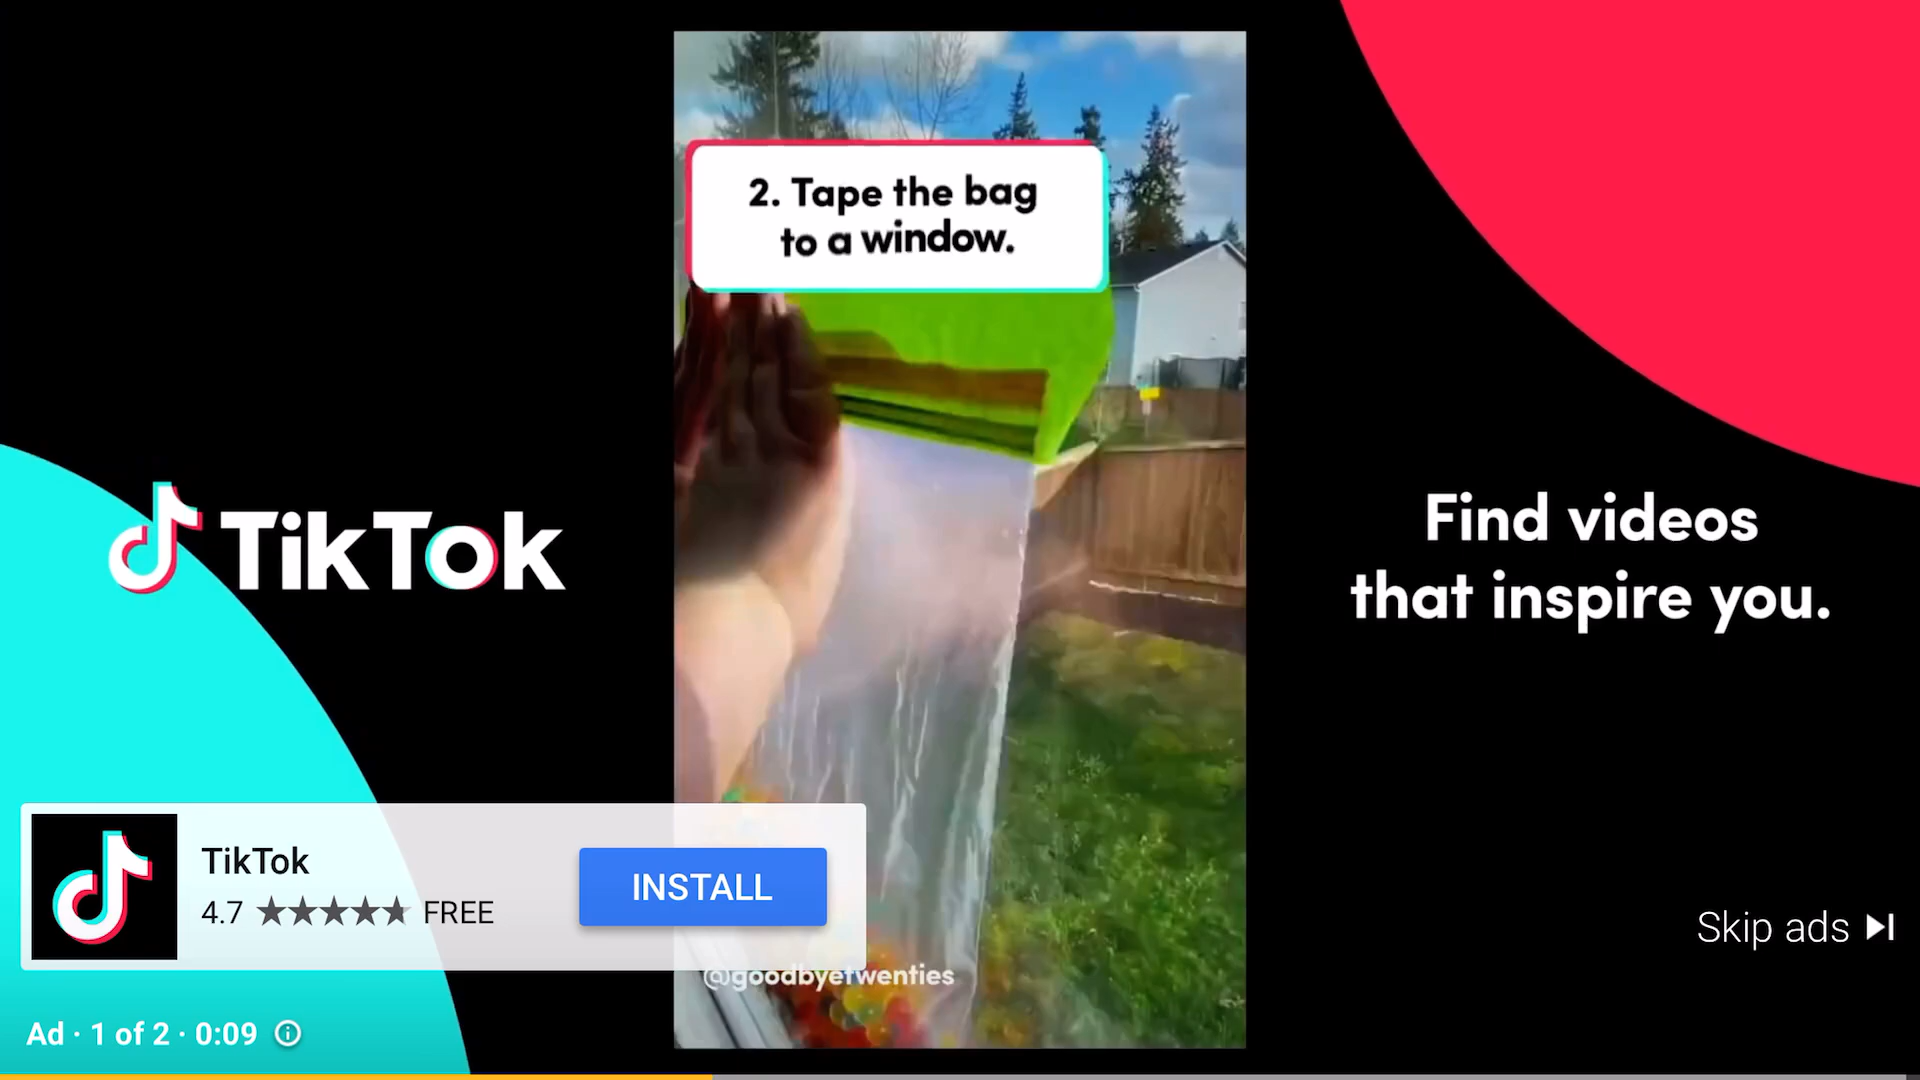 2. Tape the bag
to a window.
TikTok
Find videos
that inspire you.
TikTok
4.7 FREE
INSTALL
Skip ads
@goodbyetwenties
Ad · 1 of 2 · 0:09